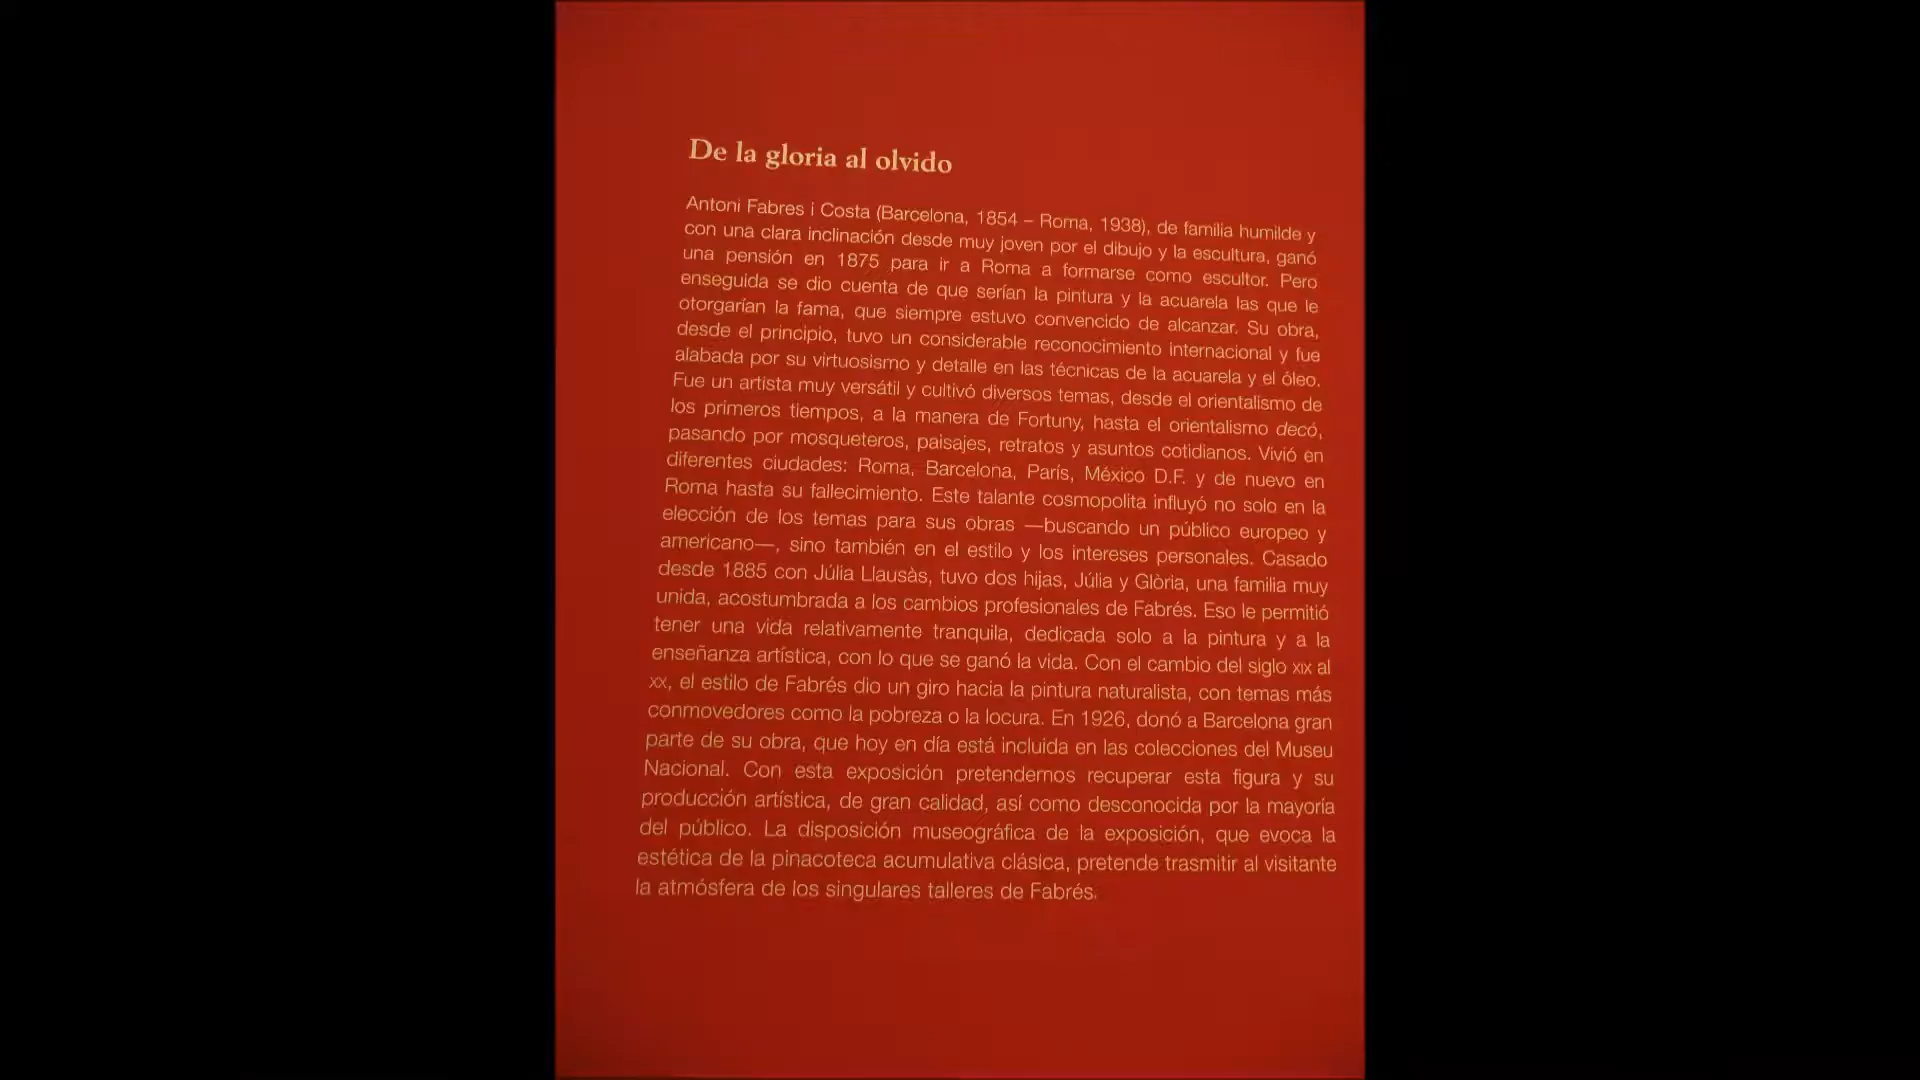 De la gloria al olvido
Antoni Fabres i Costa (Barcelona, 1854 – Roma, 1938), de familia humilde y
con una clara inclinación desde muy joven por el dibujo y la escultura, ganó
una pensión en 1875 para ir a Roma a formarse como escultor. Pero
enseguida se dio cuenta de que serían la pintura y la acuarela las que le
otorgarían la fama, que siempre estuvo convencido de alcanzar. Su obra,
desde el principio, tuvo un considerable reconocimiento internacional y fue
alabada por su virtuosismo y detalle en las técnicas de la acuarela y el óleo.
Fue un artista muy versátil y cultivó diversos temas, desde el orientalismo de
los primeros tiempos, a la manera de Fortuny, hasta el orientalismo decó,
pasando por mosqueteros, paisajes, retratos y asuntos cotidianos. Vivió en
diferentes ciudades: Roma, Barcelona, París, México D.F. y de nuevo en
Roma hasta su fallecimiento. Este talante cosmopolita influyó no solo en la
elección de los temas para sus obras —buscando un público europeo y
americano—, sino también en el estilo y los intereses personales. Casado
desde 1885 con Júlia Llausàs, tuvo dos hijas, Júlia y Glòria, una familia muy
unida, acostumbrada a los cambios profesionales de Fabrés. Eso le permitió
tener una vida relativamente tranquila, dedicada solo a la pintura y a la
enseñanza artística, con lo que se ganó la vida. Con el cambio del siglo XIX al
XX, el estilo de Fabrés dio un giro hacia la pintura naturalista, con temas más
conmovedores como la pobreza o la locura. En 1926, donó a Barcelona gran
parte de su obra, que hoy en día está incluida en las colecciones del Museu
Nacional. Con esta exposición pretendemos recuperar esta figura y su
producción artística, de gran calidad, así como desconocida por la mayoría
del público. La disposición museográfica de la exposición, que evoca la
estética de la pinacoteca acumulativa clásica, pretende trasmitir al visitante
la atmósfera de los singulares talleres de Fabrés.